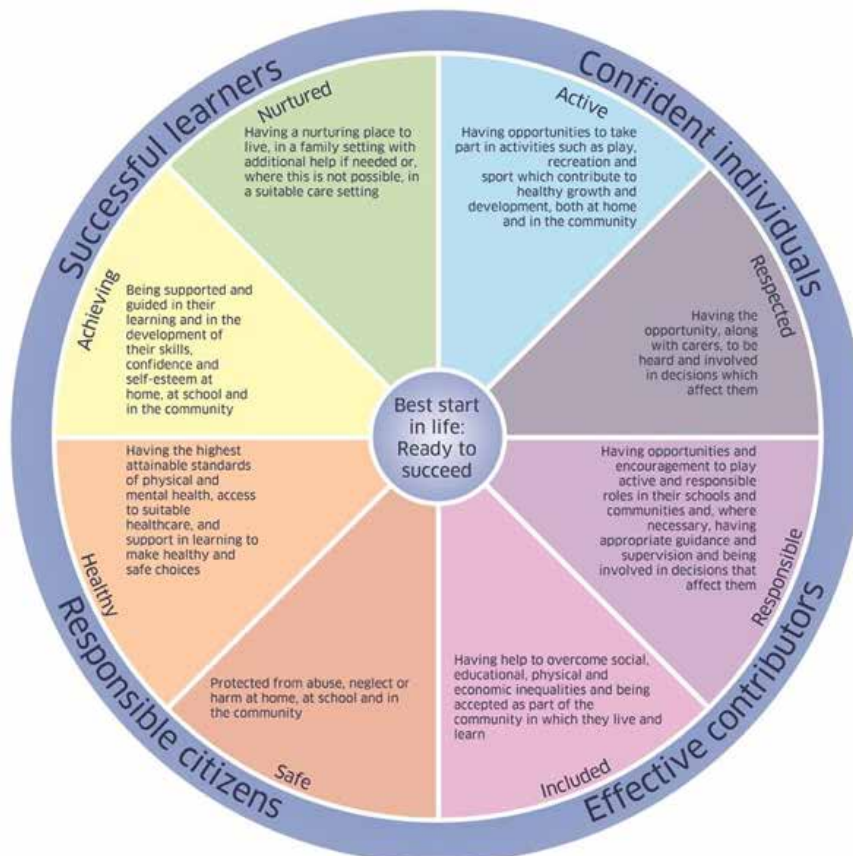 Successful learners
Confident individuals
Nurtured
Having a nurturing place to
live, in a family setting with
additional help if needed or,
where this is not possible, in
a suitable care setting
Active
Having opportunities to take
part in activities such as play,
recreation and
sport which contribute to
healthy growth and
development, both at home
and in the community
Achieving
Being supported and
guided in their
learning and in the
development of
their skills,
confidence and
self-esteem at
home, at school and
in the community
Respected
Having the
opportunity, along
with carers, to be
heard and involved
in decisions which
affect them
Best start
in life:
Ready to
succeed
Healthy
Having the highest
attainable standards
of physical and
mental health, access
to suitable
healthcare, and
support in learning to
make healthy and
safe choices
Responsible
Having opportunities and
encouragement to play
active and responsible
roles in their schools and
communities and, where
necessary, having
appropriate guidance and
supervision and being
involved in decisions that
affect them
Protected from abuse, neglect or
harm at home, at school and in
the community
Safe
Having help to overcome social,
educational, physical and
economic inequalities and being
accepted as part of the
community in which they live and
learn
Included
Responsible citizens
Effective contributors